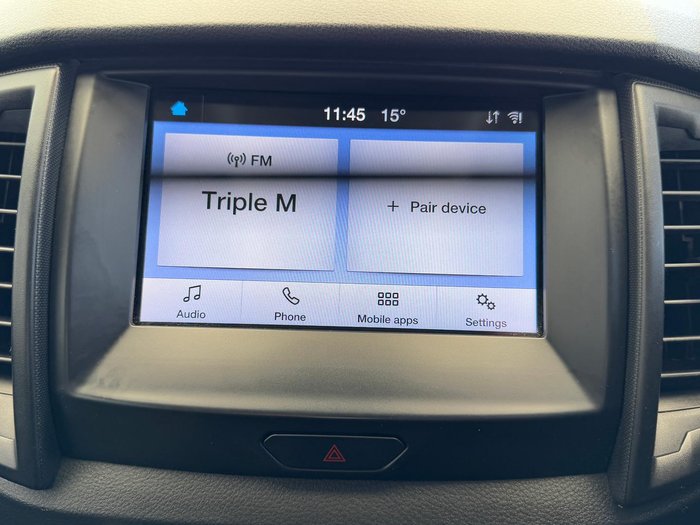 11:45 15°
FM
Triple M
+ Pair device
Audio
Phone
Mobile apps
Settings